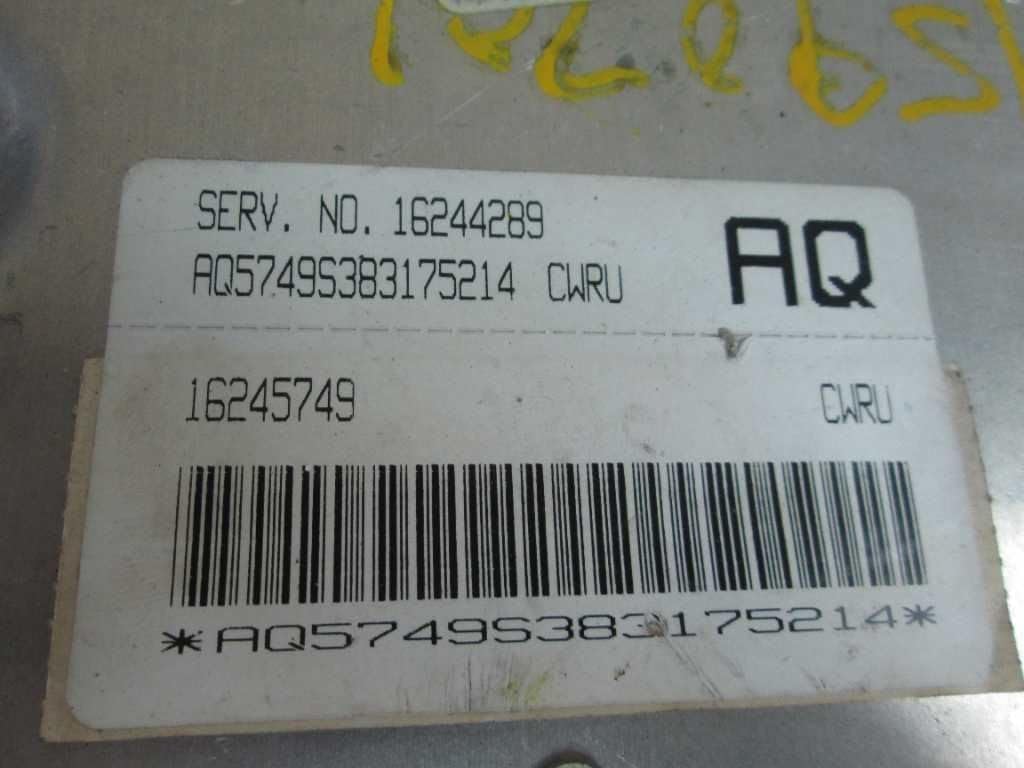 SERV. NO. 16244289
AQ
AQ5749S383175214 CWRU
16245749 CWRU
*AQ5749S383175214*